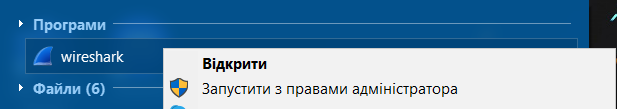 Програми
wireshark
Відкрити
Запустити з правами адміністратора
Файли (6)